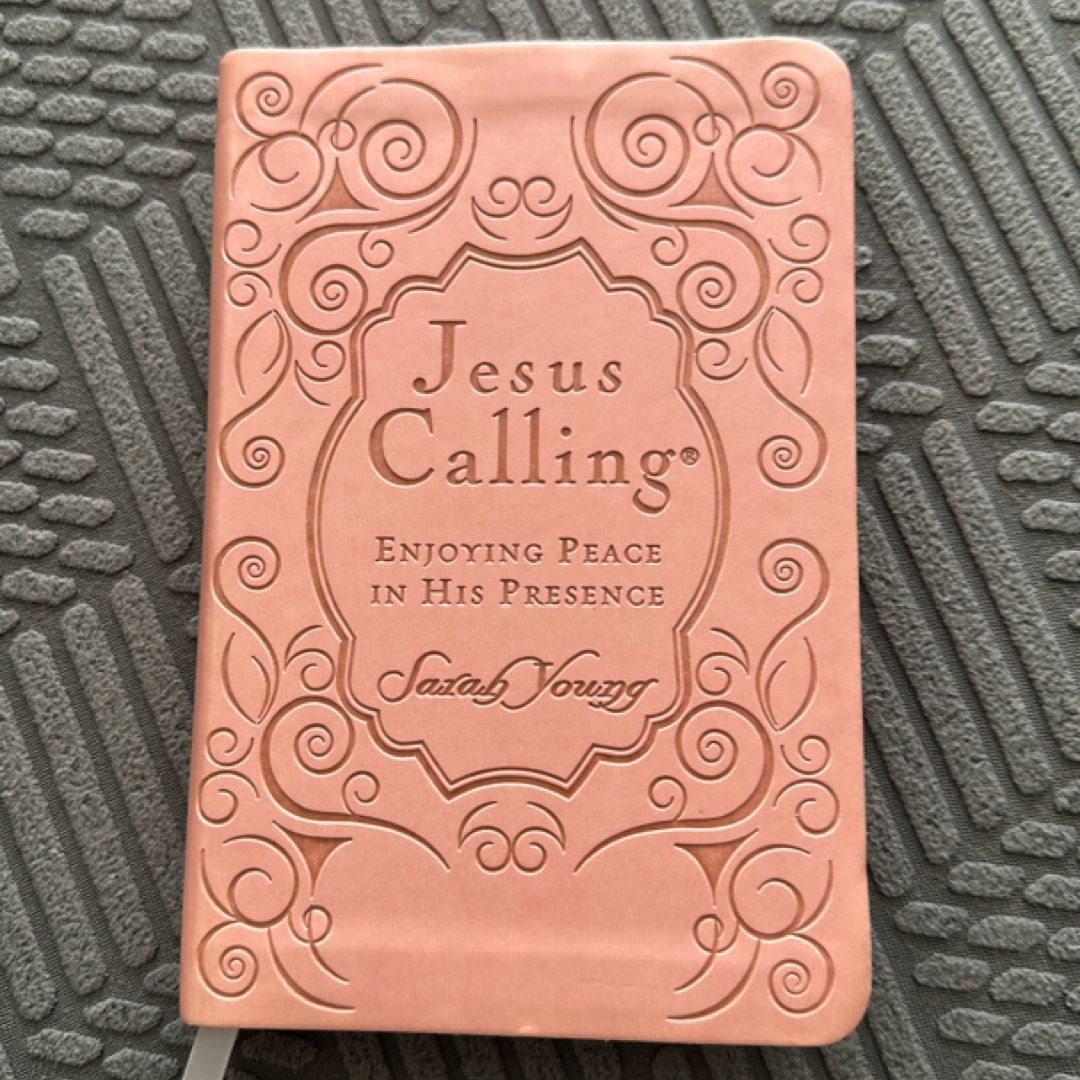 Jesus
Calling®
Enjoying Peace
in His Presence
Sarah Young